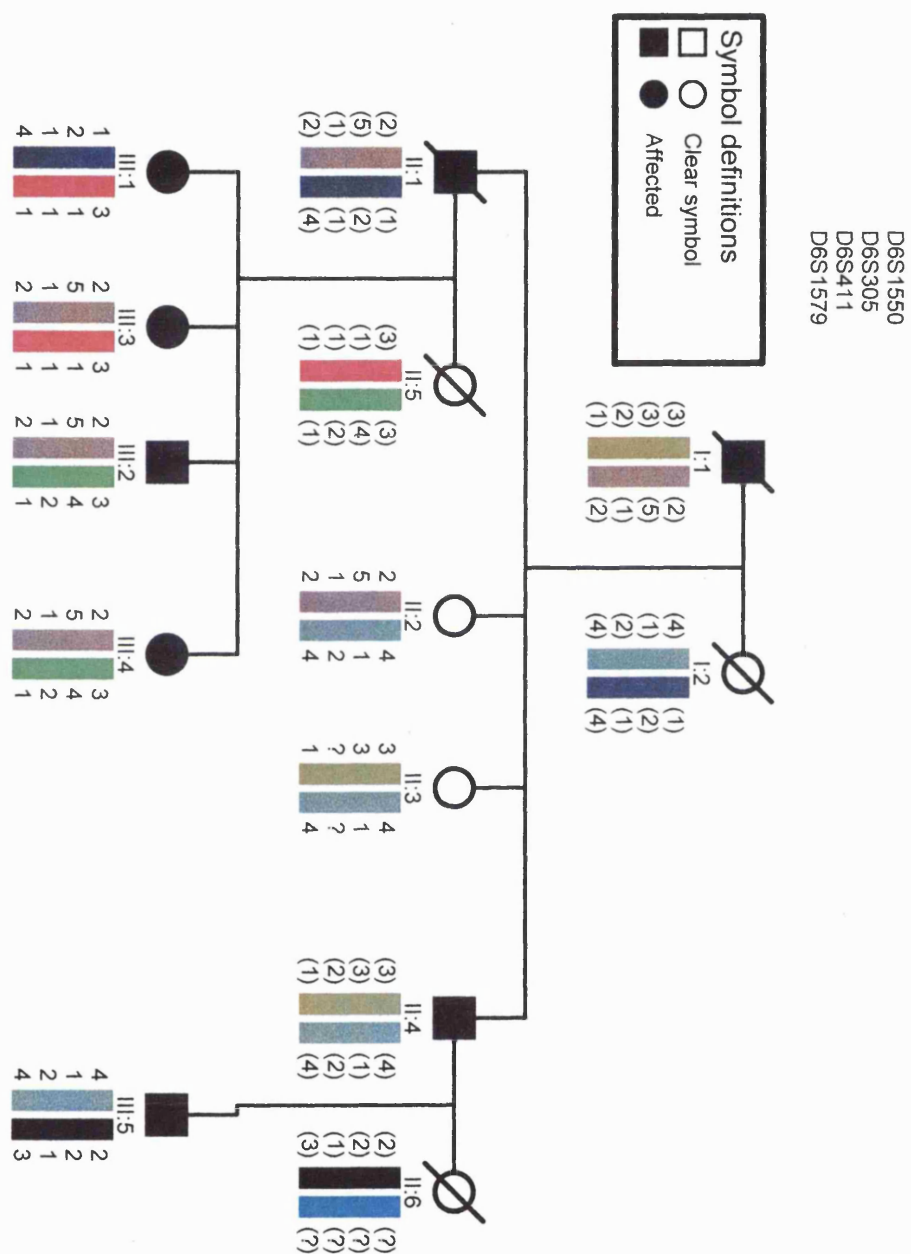 D6S1550
D6S305
D6S411
D6S1579
Symbol definitions
Clear symbol
Affected
I:1 I:2
(3) (2) (4) (1)
(3) (5) (1) (2)
(2) (1) (2) (1)
(1) (2) (4) (4)
II:1 II:5 II:2 II:3 II:4 II:6
(2) (1) (3) (3) 2 4 3 4 (3) (4) (2) (?)
(5) (2) (1) (4) 5 1 3 1 (3) (1) (2) (?)
(1) (1) (1) (2) 1 2 ? ? (2) (2) (1) (?)
(2) (4) (1) (1) 2 4 1 4 (1) (4) (3) (?)
III:1 III:3 III:2 III:4 III:5
1 3 2 3 2 3 2 3 4 2
2 1 5 1 5 4 5 4 1 2
1 1 1 1 1 2 1 2 2 1
4 1 2 1 2 1 2 1 4 3